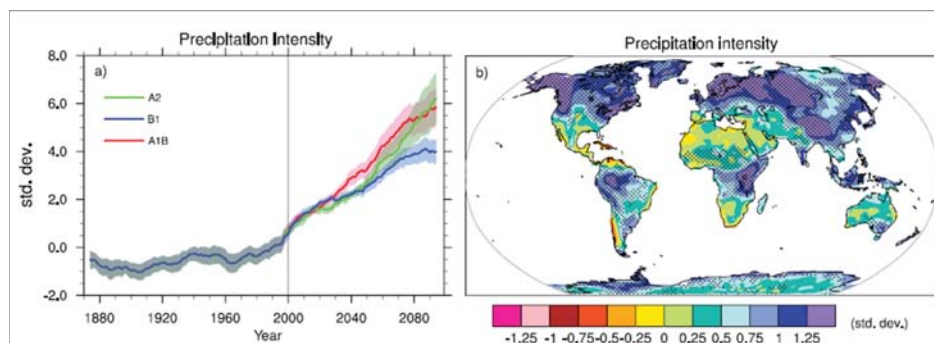 Precipitation Intensity
a)
8.0
6.0
4.0
2.0
0.0
-2.0
std. dev.
A2
B1
A1B
1880 1920 1960 2000 2040 2080
Year
Precipitation intensity
b)
-1.25 -1 -0.75 -0.5 -0.25 0 0.25 0.5 0.75 1 1.25
(std. dev.)